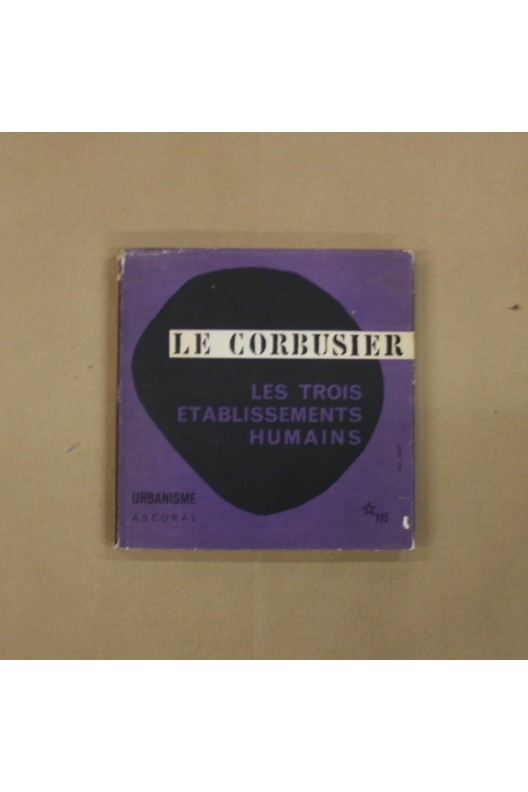 LE CORBUSIER
LES TROIS
ETABLISSEMENTS
HUMAINS
URBANISME
ASCORAL
m